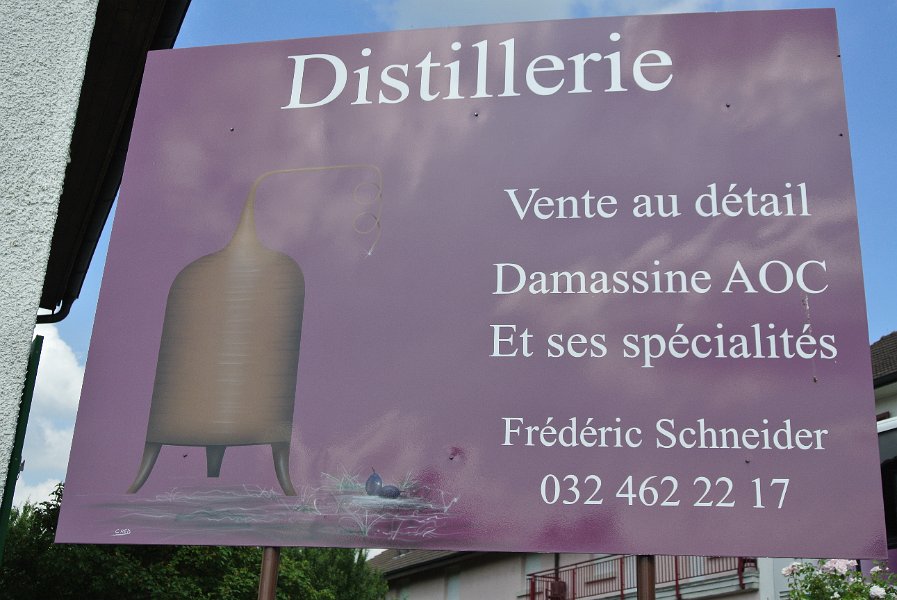 Distillerie
Vente au détail
Damassine AOC
Et ses spécialités
Frédéric Schneider
032 462 22 17